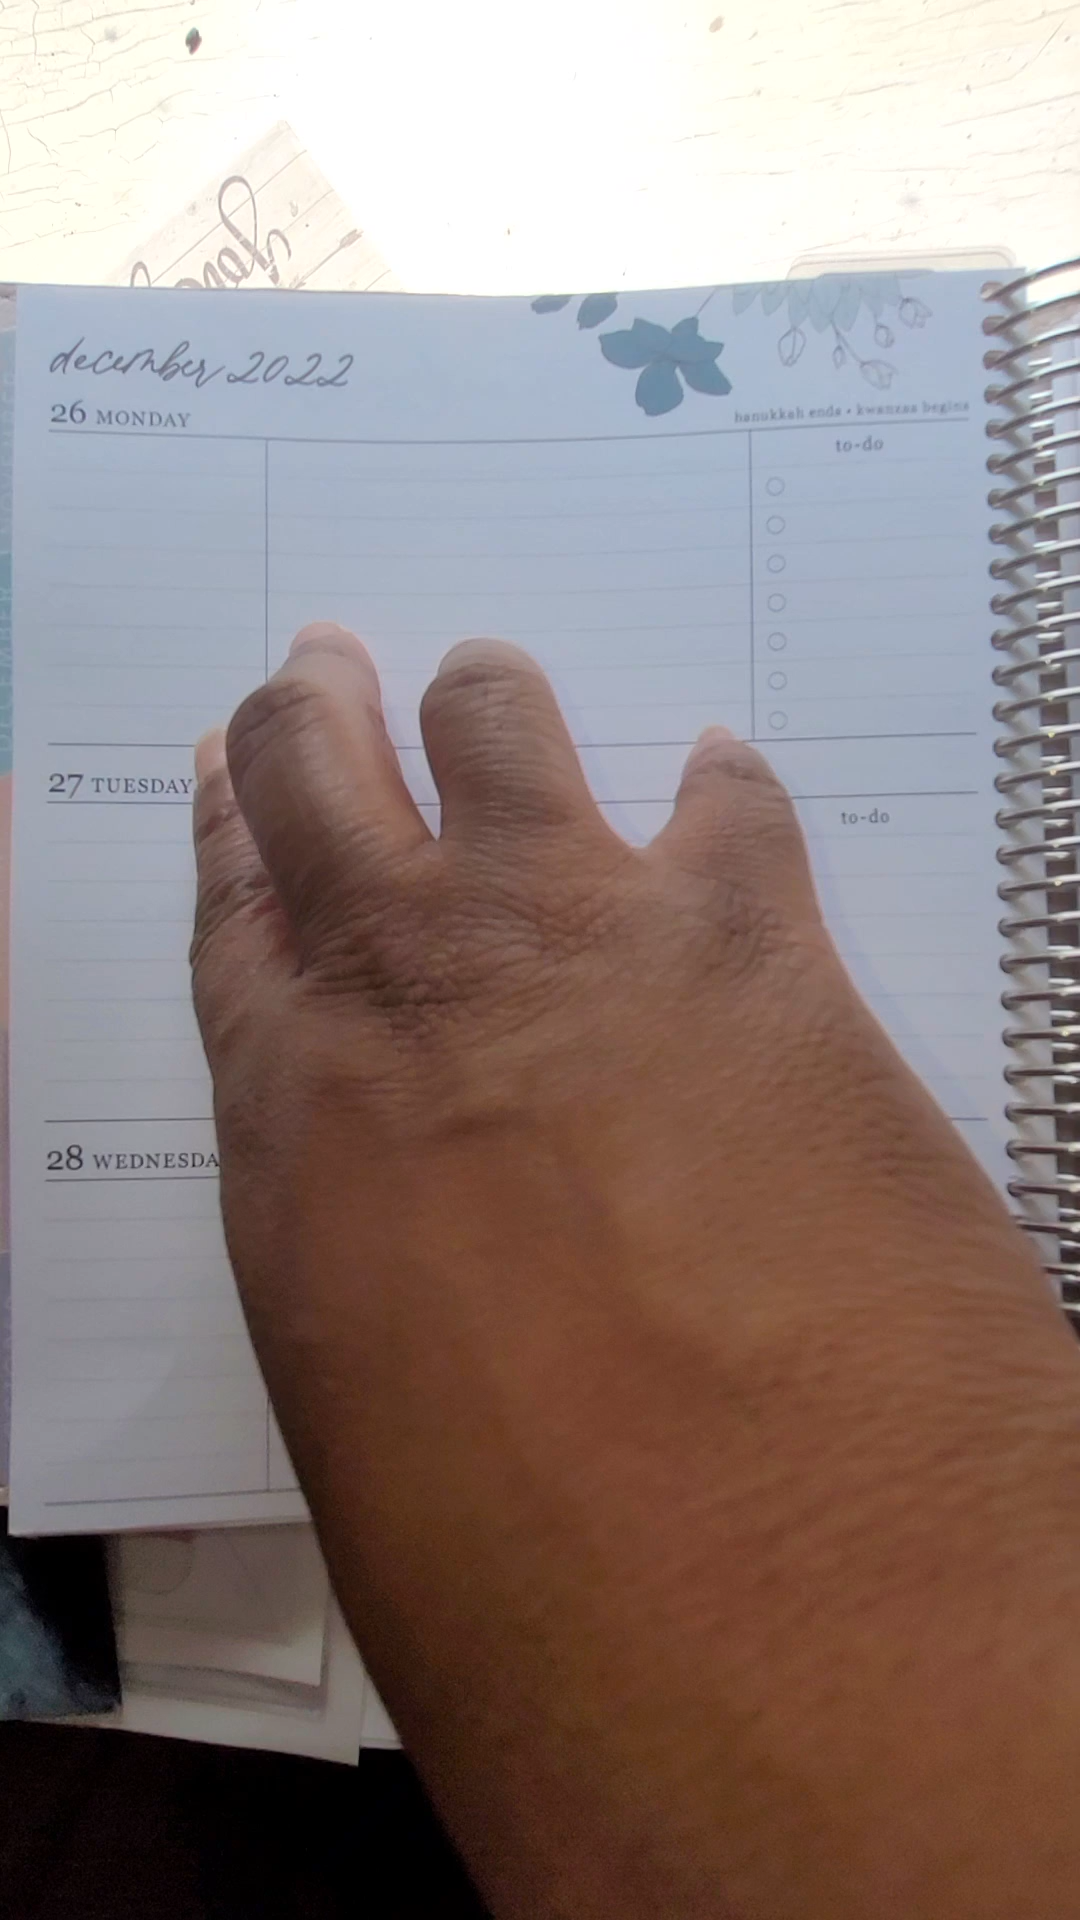 december 2022
26 MONDAY
hanukkah ends • kwanzaa begins
to-do
27 TUESDAY
to-do
28 WEDNESDA